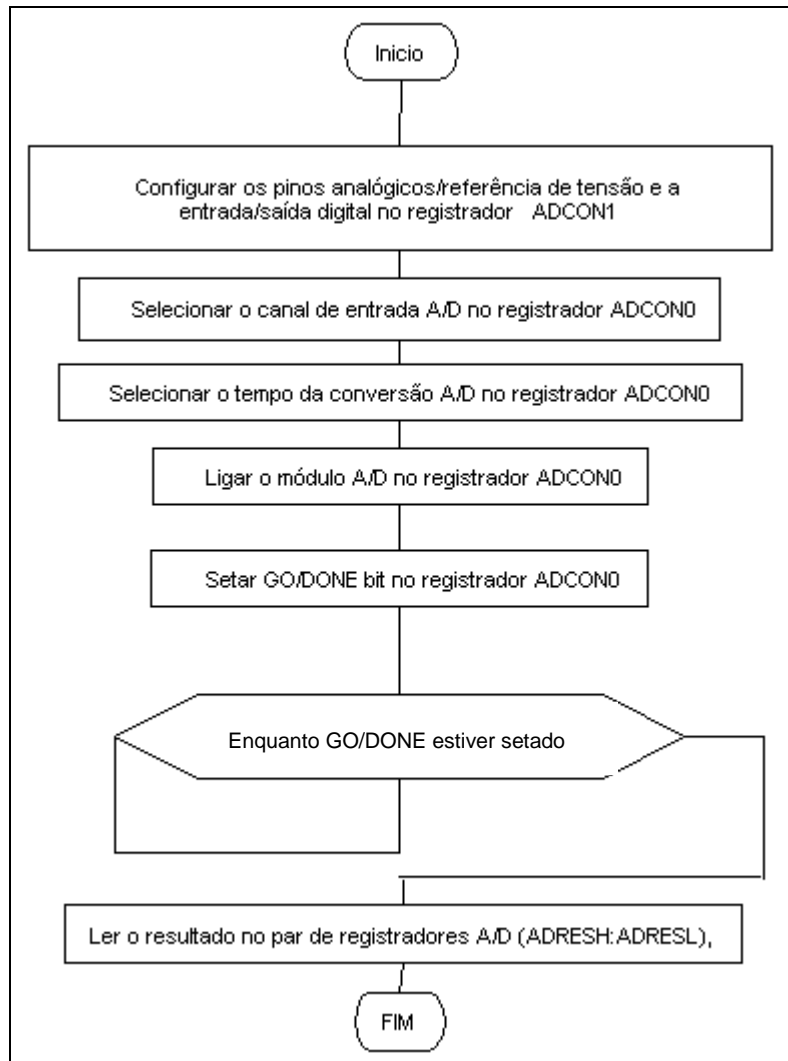 Inicio
Configurar os pinos analógicos/referência de tensão e a
entrada/saída digital no registrador ADCON1
Selecionar o canal de entrada A/D no registrador ADCON0
Selecionar o tempo da conversão A/D no registrador ADCON0
Ligar o módulo A/D no registrador ADCON0
Setar GO/DONE bit no registrador ADCON0
Enquanto GO/DONE estiver setado
Ler o resultado no par de registradores A/D (ADRESH:ADRESL),
FIM